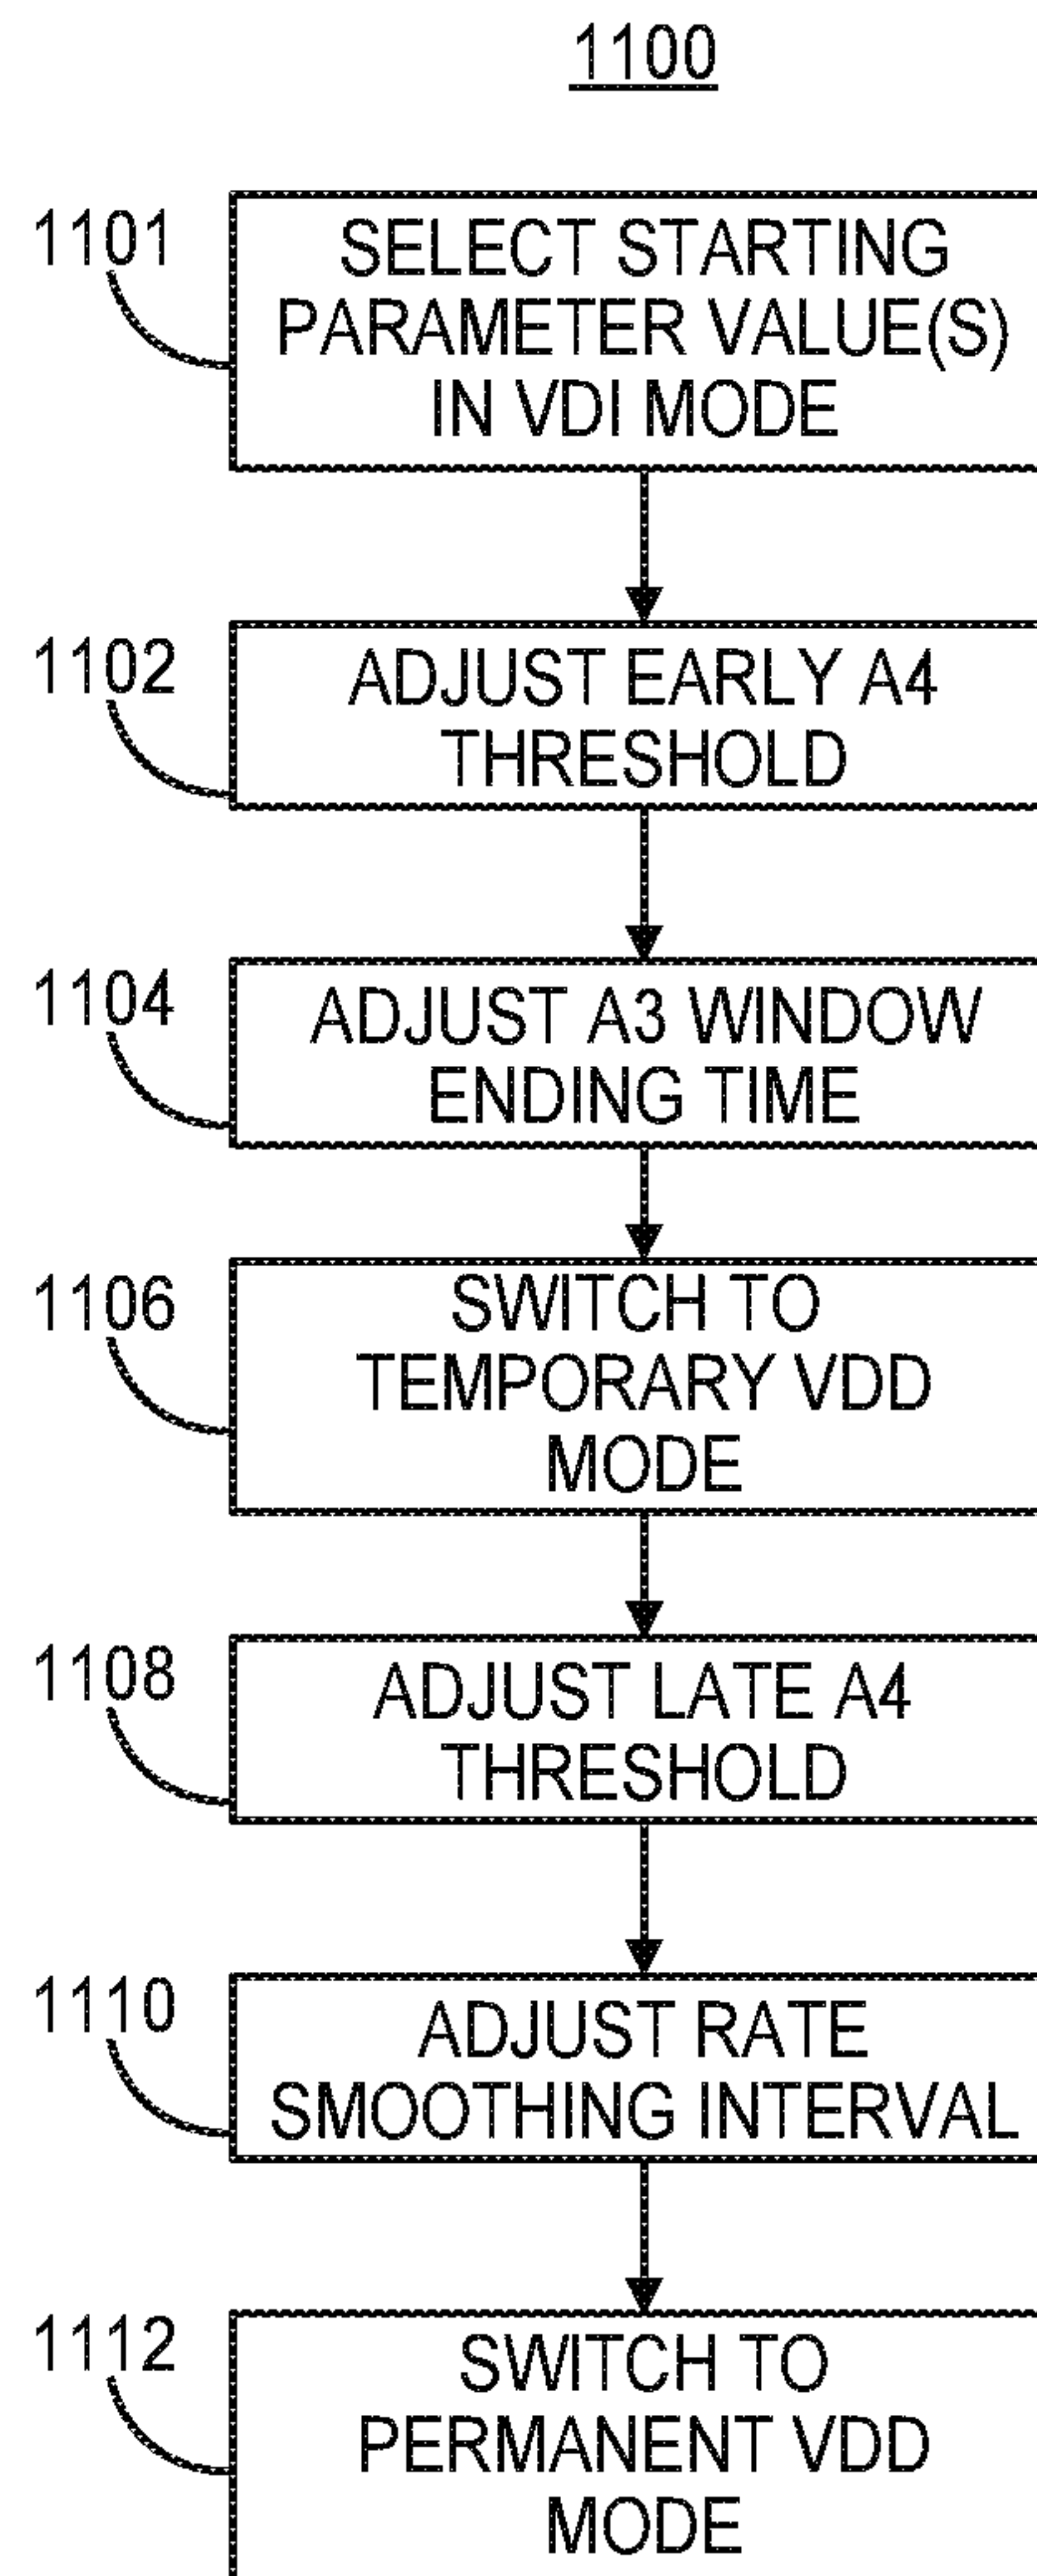 1100
1101
SELECT STARTING
PARAMETER VALUE(S)
IN VDI MODE
1102
ADJUST EARLY A4
THRESHOLD
1104
ADJUST A3 WINDOW
ENDING TIME
1106
SWITCH TO
TEMPORARY VDD
MODE
1108
ADJUST LATE A4
THRESHOLD
1110
ADJUST RATE
SMOOTHING INTERVAL
1112
SWITCH TO
PERMANENT VDD
MODE